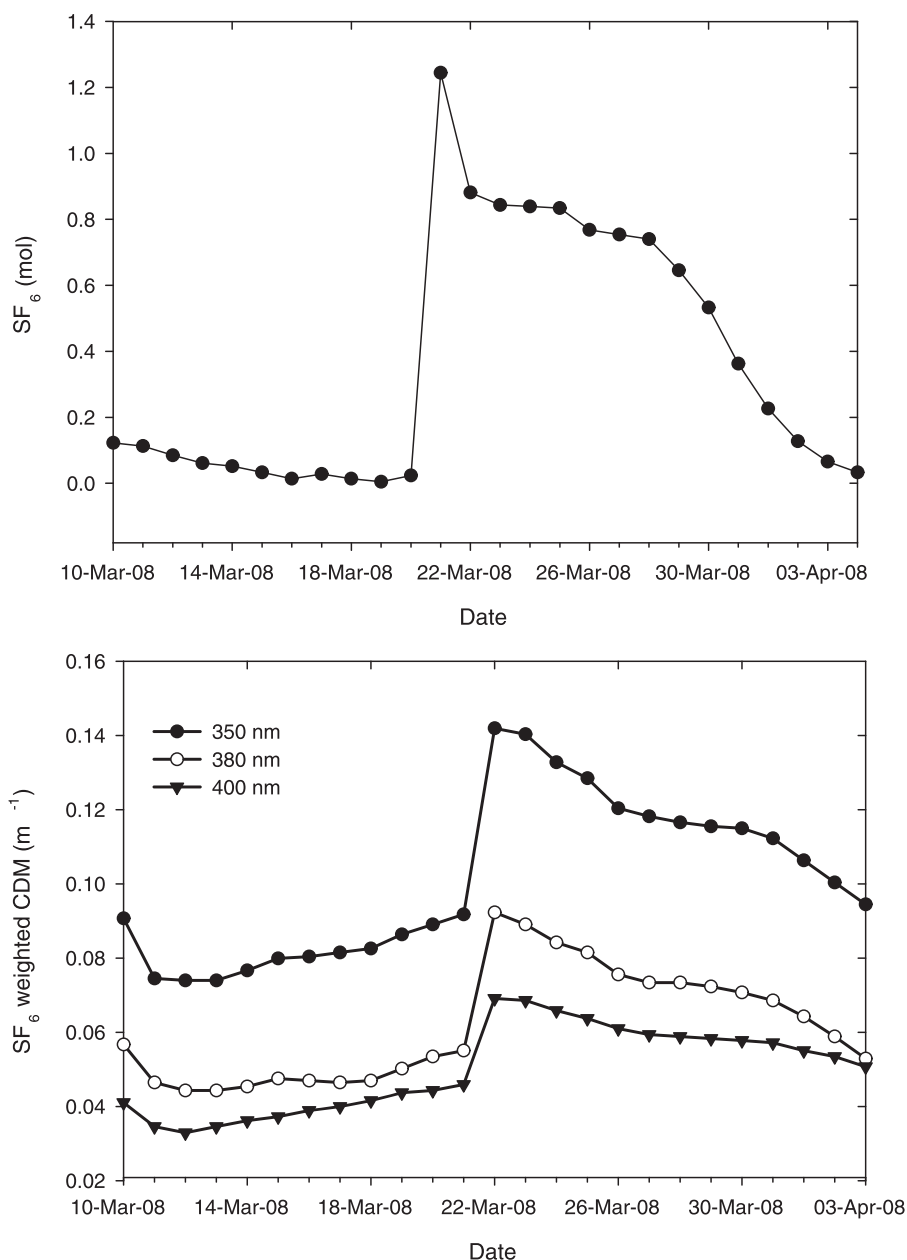 1.4
1.2
1.0
0.8
0.6
0.4
0.2
0.0
SF6 (mol)
10-Mar-08 14-Mar-08 18-Mar-08 22-Mar-08 26-Mar-08 30-Mar-08 03-Apr-08
Date
0.16
0.14
0.12
0.10
0.08
0.06
0.04
0.02
SF6 weighted CDM (m -1)
350 nm
380 nm
400 nm
10-Mar-08 14-Mar-08 18-Mar-08 22-Mar-08 26-Mar-08 30-Mar-08 03-Apr-08
Date